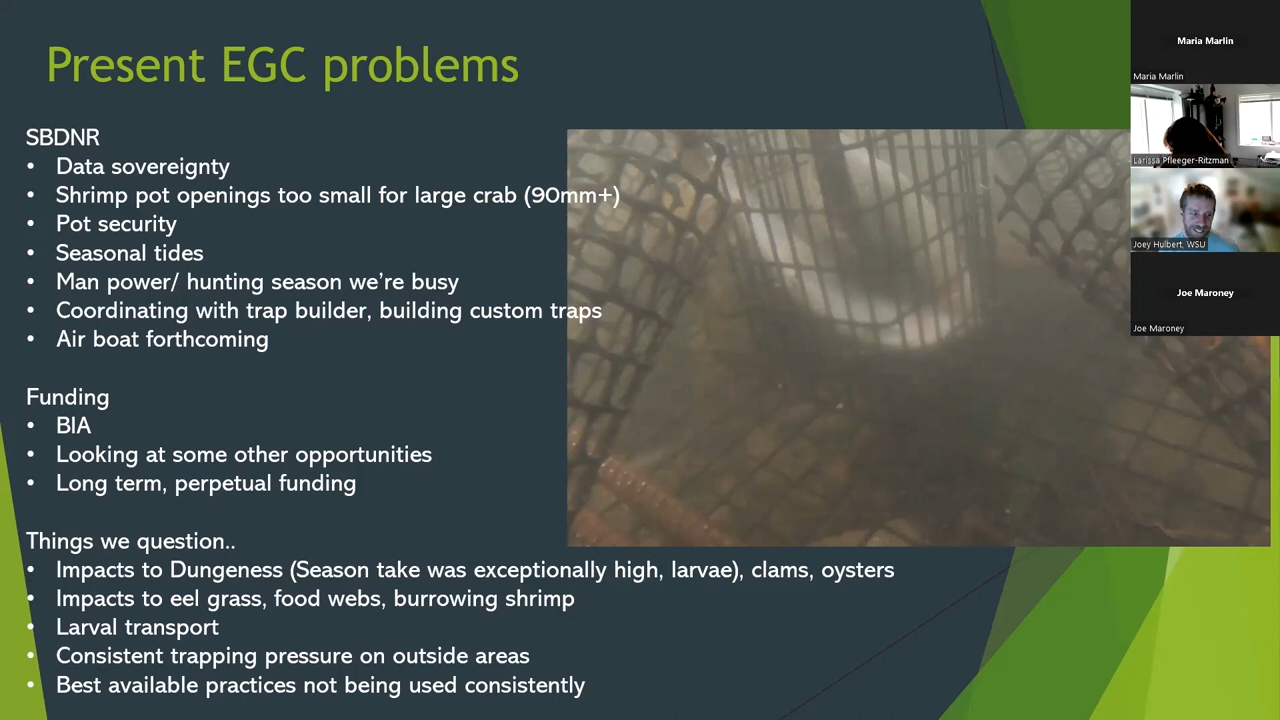 Present EGC problems
SBDNR
• Data sovereignty
• Shrimp pot openings too small for large crab (90mm+)
• Pot security
• Seasonal tides
• Man power/ hunting season we're busy
• Coordinating with trap builder, building custom traps
• Air boat forthcoming
Funding
• BIA
• Looking at some other opportunities
• Long term, perpetual funding
Things we question..
• Impacts to Dungeness (Season take was exceptionally high, larvae), clams, oysters
• Impacts to eel grass, food webs, burrowing shrimp
• Larval transport
• Consistent trapping pressure on outside areas
• Best available practices not being used consistently
Maria Marlin
Maria Marlin
Larissa Pfleeger-Ritzman
Joey Hulbert, WSU
Joe Maroney
Joe Maroney